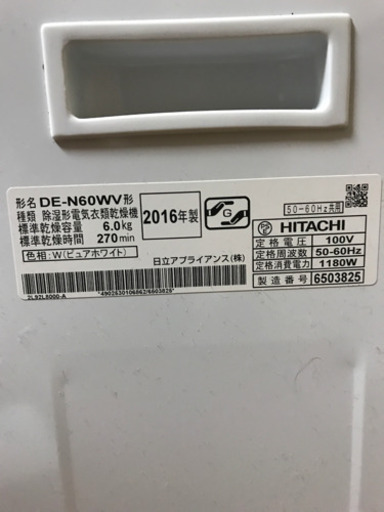 形名 DE-N60WV形
種類 除湿形電気衣類乾燥機
標準乾燥容量 6.0kg
標準乾燥時間 270min
2016年製
G
50-60Hz共用
HITACHI
定格電圧 100V
定格周波数 50-60Hz
定格消費電力 1180W
製造番号 6503825
色相:W(ピュアホワイト)
日立アプライアンス(株)
2L92L8000-A
*4902530106862/6503825*